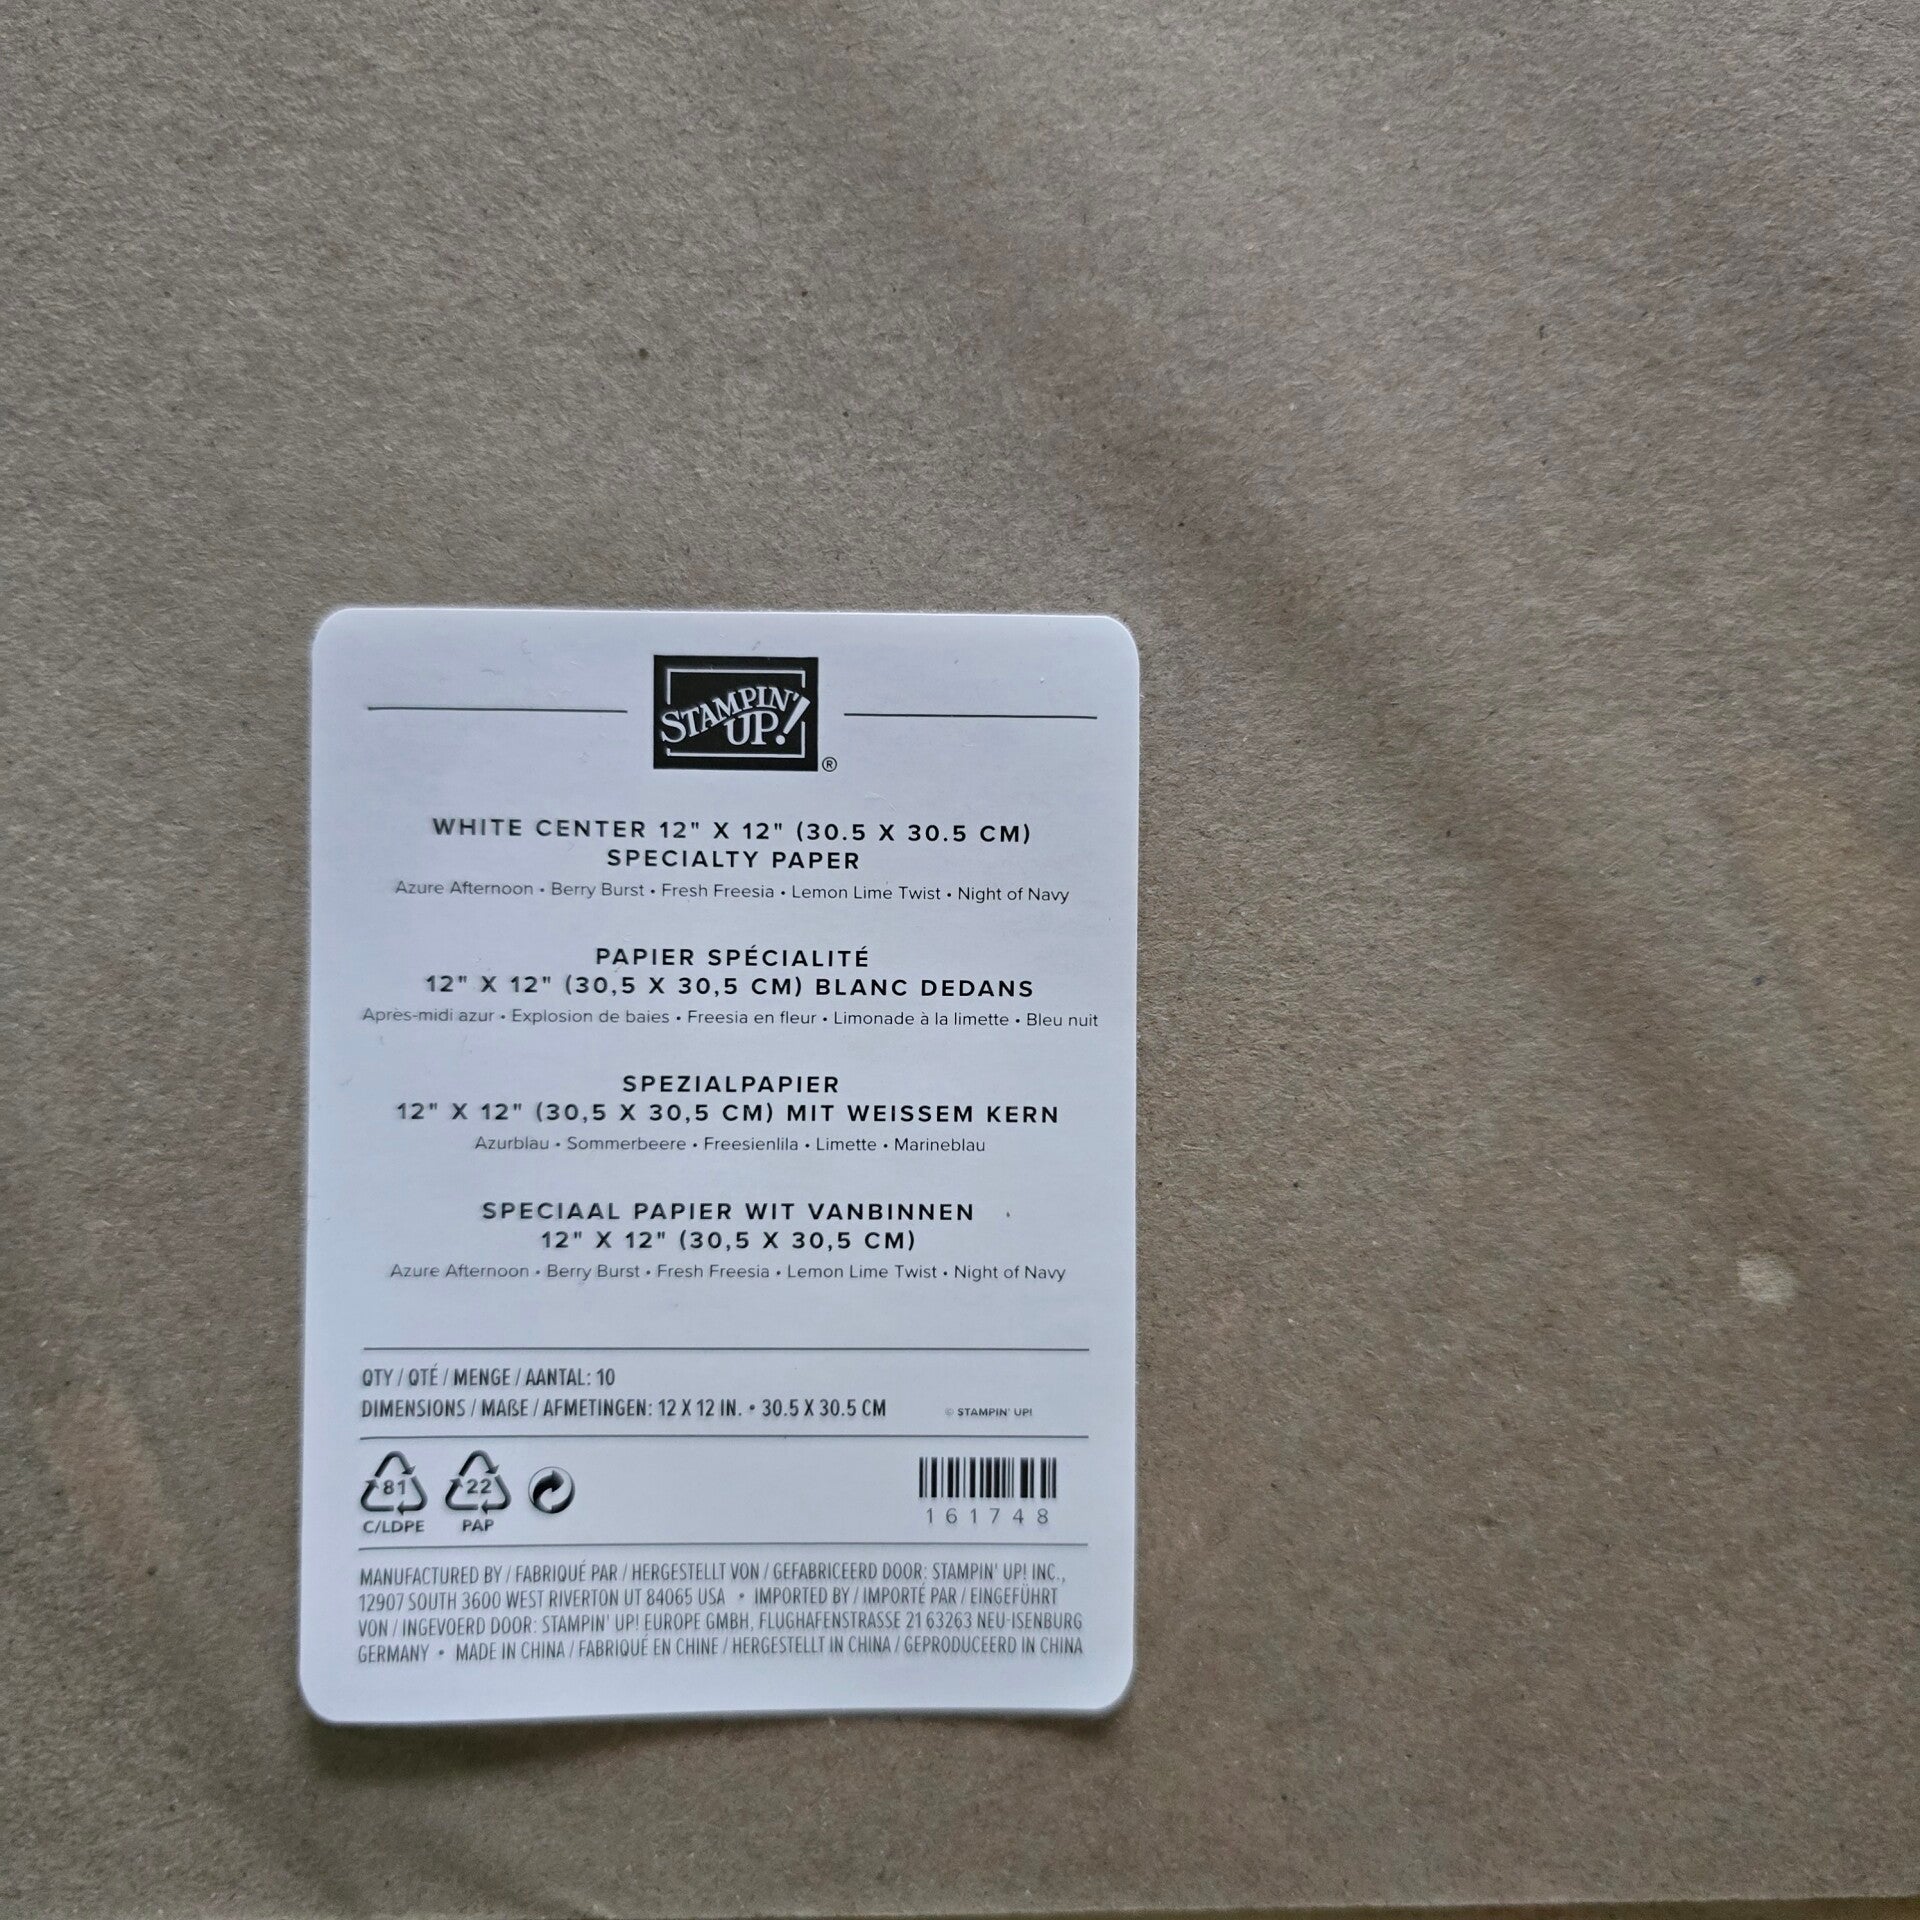 STAMPIN' UP!
®
WHITE CENTER 12" X 12" (30.5 X 30.5 CM)
SPECIALTY PAPER
Azure Afternoon • Berry Burst • Fresh Freesia • Lemon Lime Twist • Night of Navy
PAPIER SPÉCIALITÉ
12" X 12" (30,5 X 30,5 CM) BLANC DEDANS
Après-midi azur • Explosion de baies • Freesia en fleur • Limonade à la limette • Bleu nuit
SPEZIALPAPIER
12" X 12" (30,5 X 30,5 CM) MIT WEISSEM KERN
Azurblau • Sommerbeere • Freesienlila • Limette • Marineblau
SPECIAAL PAPIER WIT VANBINNEN
12" X 12" (30,5 X 30,5 CM)
Azure Afternoon • Berry Burst • Fresh Freesia • Lemon Lime Twist • Night of Navy
QTY / QTÉ / MENGE / AANTAL: 10
DIMENSIONS / MAßE / AFMETINGEN: 12 X 12 IN. • 30.5 X 30.5 CM
© STAMPIN' UP!
81 22
C/LDPE PAP
161748
MANUFACTURED BY / FABRIQUÉ PAR / HERGESTELLT VON / GEFABRICEERD DOOR: STAMPIN' UP! INC.,
12907 SOUTH 3600 WEST RIVERTON UT 84065 USA • IMPORTED BY / IMPORTÉ PAR / EINGEFÜHRT
VON / INGEVOERD DOOR: STAMPIN' UP! EUROPE GMBH, FLUGHAFENSTRASSE 21 63263 NEU-ISENBURG
GERMANY • MADE IN CHINA / FABRIQUÉ EN CHINE / HERGESTELLT IN CHINA / GEPRODUCEERD IN CHINA